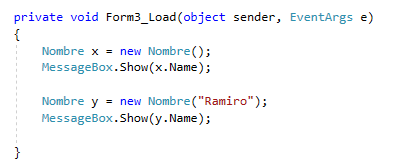 private void Form3_Load(object sender, EventArgs e)
{
Nombre x = new Nombre();
MessageBox.Show(x.Name);
Nombre y = new Nombre("Ramiro");
MessageBox.Show(y.Name);
}